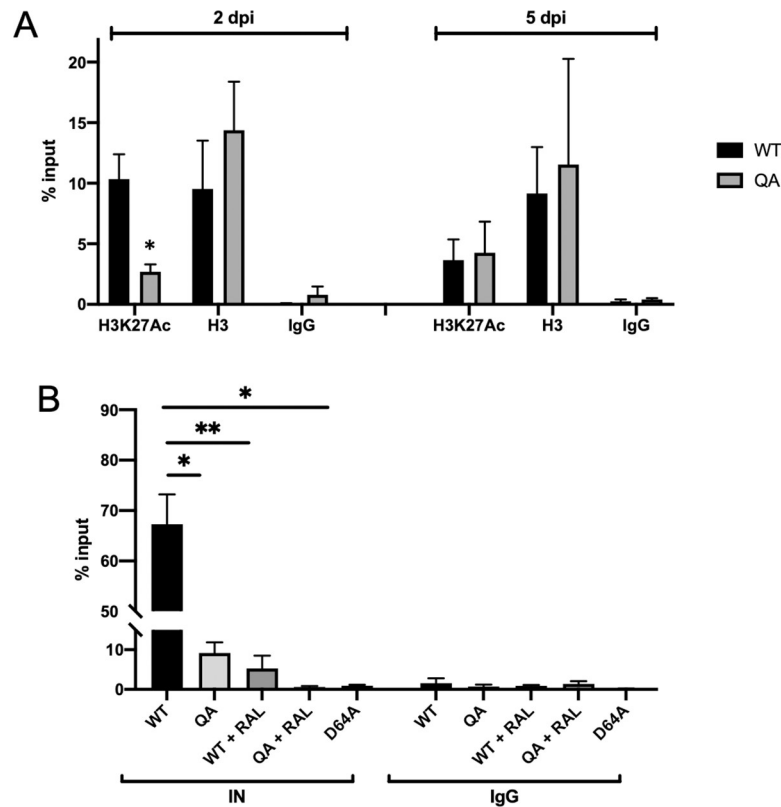 A
2 dpi
5 dpi
% input
20
15
10
5
0
*
H3K27Ac
H3
IgG
H3K27Ac
H3
IgG
WT
QA
B
% input
90
80
70
60
50
10
0
*
**
*
WT
QA
WT + RAL
QA + RAL
D64A
WT
QA
WT + RAL
QA + RAL
D64A
IN
IgG